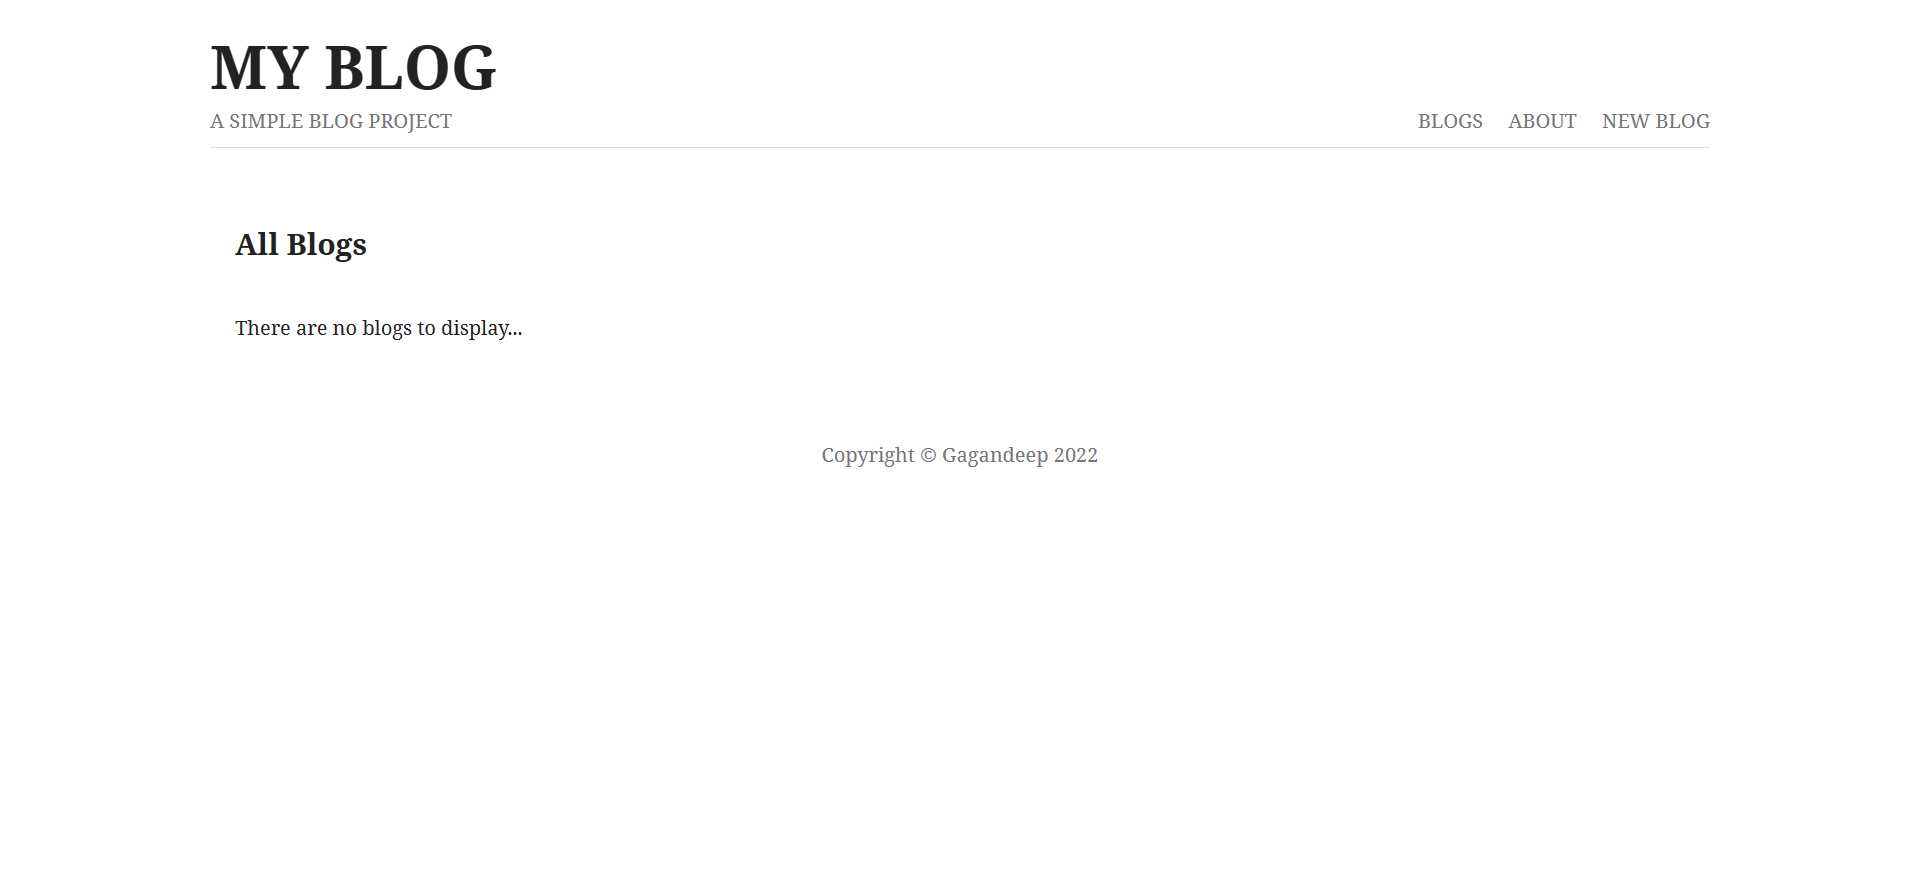 MY BLOG
A SIMPLE BLOG PROJECT
BLOGS ABOUT NEW BLOG
All Blogs
There are no blogs to display...
Copyright © Gagandeep 2022